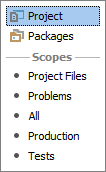 Project
Packages
Scopes
Project Files
Problems
All
Production
Tests